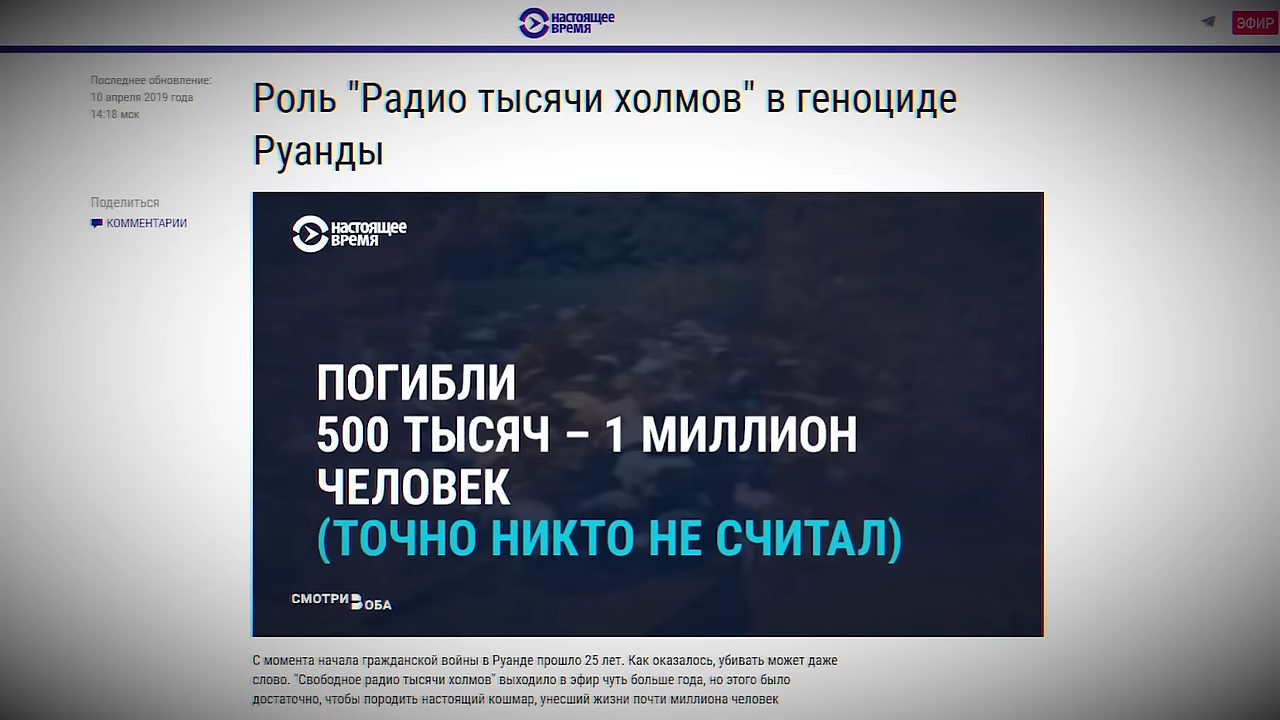 настоящее
время
ЭФИР
Последнее обновление:
10 апреля 2019 года
14:18 мск
Роль "Радио тысячи холмов" в геноциде
Руанды
Поделиться
КОММЕНТАРИИ
настоящее
время
ПОГИБЛИ
500 ТЫСЯЧ – 1 МИЛЛИОН
ЧЕЛОВЕК
(ТОЧНО НИКТО НЕ СЧИТАЛ)
СМОТРИ В ОБА
С момента начала гражданской войны в Руанде прошло 25 лет. Как оказалось, убивать может даже
слово. "Свободное радио тысячи холмов" выходило в эфир чуть больше года, но этого было
достаточно, чтобы породить настоящий кошмар, унесший жизни почти миллиона человек